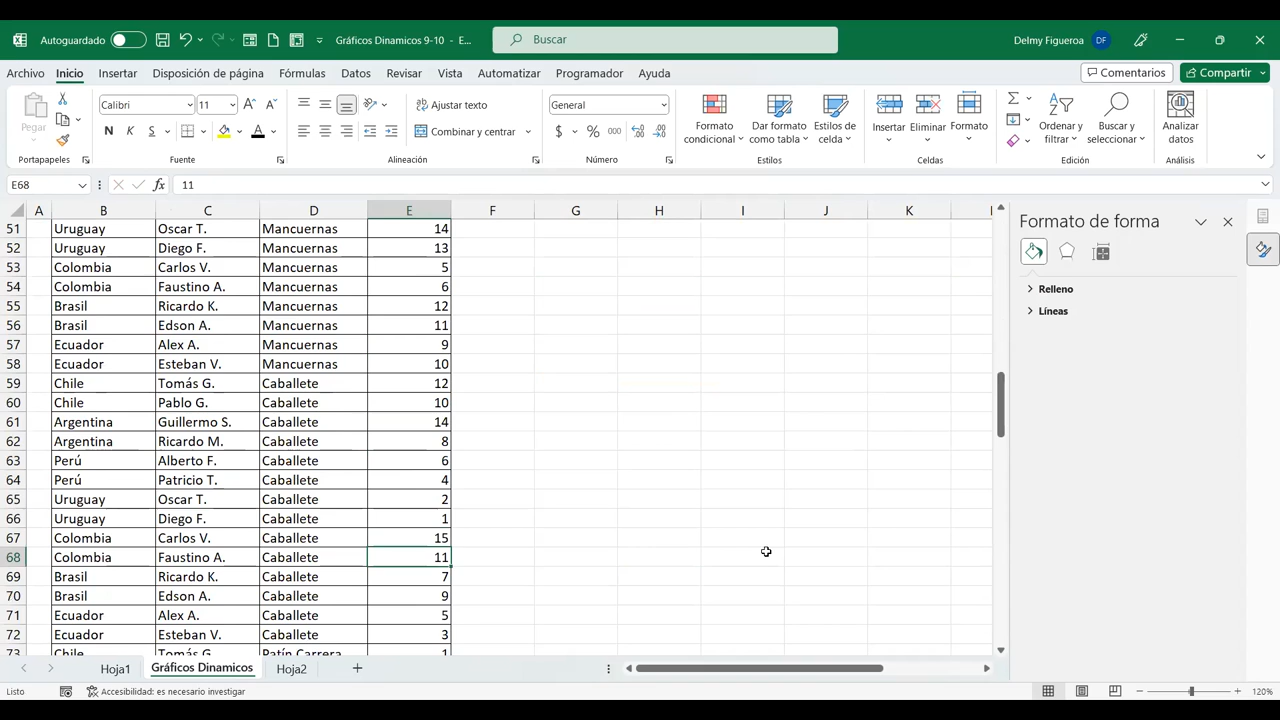 Autoguardado
Gráficos Dinamicos 9-10 - E...
Buscar
Delmy Figueroa
DF
Archivo Inicio Insertar Disposición de página Fórmulas Datos Revisar Vista Automatizar Programador Ayuda
Comentarios
Compartir
Pegar
Portapapeles
Calibri 11
N K S
Fuente
Ajustar texto
Combinar y centrar
Alineación
General
$ % 000
Número
Formato condicional
Dar formato como tabla
Estilos de celda
Estilos
Insertar
Eliminar
Formato
Celdas
Ordenar y filtrar
Buscar y seleccionar
Edición
Analizar datos
Análisis
E68
fx
11
A B C D E F G H I J K
51 Uruguay Oscar T. Mancuernas 14
52 Uruguay Diego F. Mancuernas 13
53 Colombia Carlos V. Mancuernas 5
54 Colombia Faustino A. Mancuernas 6
55 Brasil Ricardo K. Mancuernas 12
56 Brasil Edson A. Mancuernas 11
57 Ecuador Alex A. Mancuernas 9
58 Ecuador Esteban V. Mancuernas 10
59 Chile Tomás G. Caballete 12
60 Chile Pablo G. Caballete 10
61 Argentina Guillermo S. Caballete 14
62 Argentina Ricardo M. Caballete 8
63 Perú Alberto F. Caballete 6
64 Perú Patricio T. Caballete 4
65 Uruguay Oscar T. Caballete 2
66 Uruguay Diego F. Caballete 1
67 Colombia Carlos V. Caballete 15
68 Colombia Faustino A. Caballete 11
69 Brasil Ricardo K. Caballete 7
70 Brasil Edson A. Caballete 9
71 Ecuador Alex A. Caballete 5
72 Ecuador Esteban V. Caballete 3
73 Chile Tomás G. Patín Carrera 1
Formato de forma
Relleno
Líneas
Hoja1 Gráficos Dinamicos Hoja2
Listo
Accesibilidad: es necesario investigar
120%